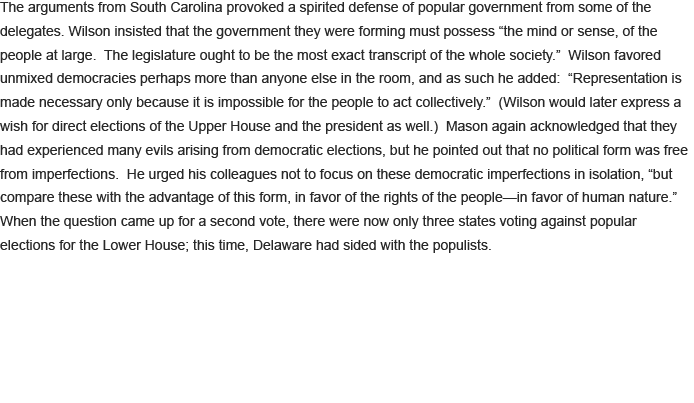 The arguments from South Carolina provoked a spirited defense of popular government from some of the
delegates. Wilson insisted that the government they were forming must possess “the mind or sense, of the
people at large.  The legislature ought to be the most exact transcript of the whole society.”  Wilson favored
unmixed democracies perhaps more than anyone else in the room, and as such he added:  “Representation is
made necessary only because it is impossible for the people to act collectively.”  (Wilson would later express a
wish for direct elections of the Upper House and the president as well.)  Mason again acknowledged that they
had experienced many evils arising from democratic elections, but he pointed out that no political form was free
from imperfections.  He urged his colleagues not to focus on these democratic imperfections in isolation, “but
compare these with the advantage of this form, in favor of the rights of the people—in favor of human nature.”
When the question came up for a second vote, there were now only three states voting against popular
elections for the Lower House; this time, Delaware had sided with the populists.